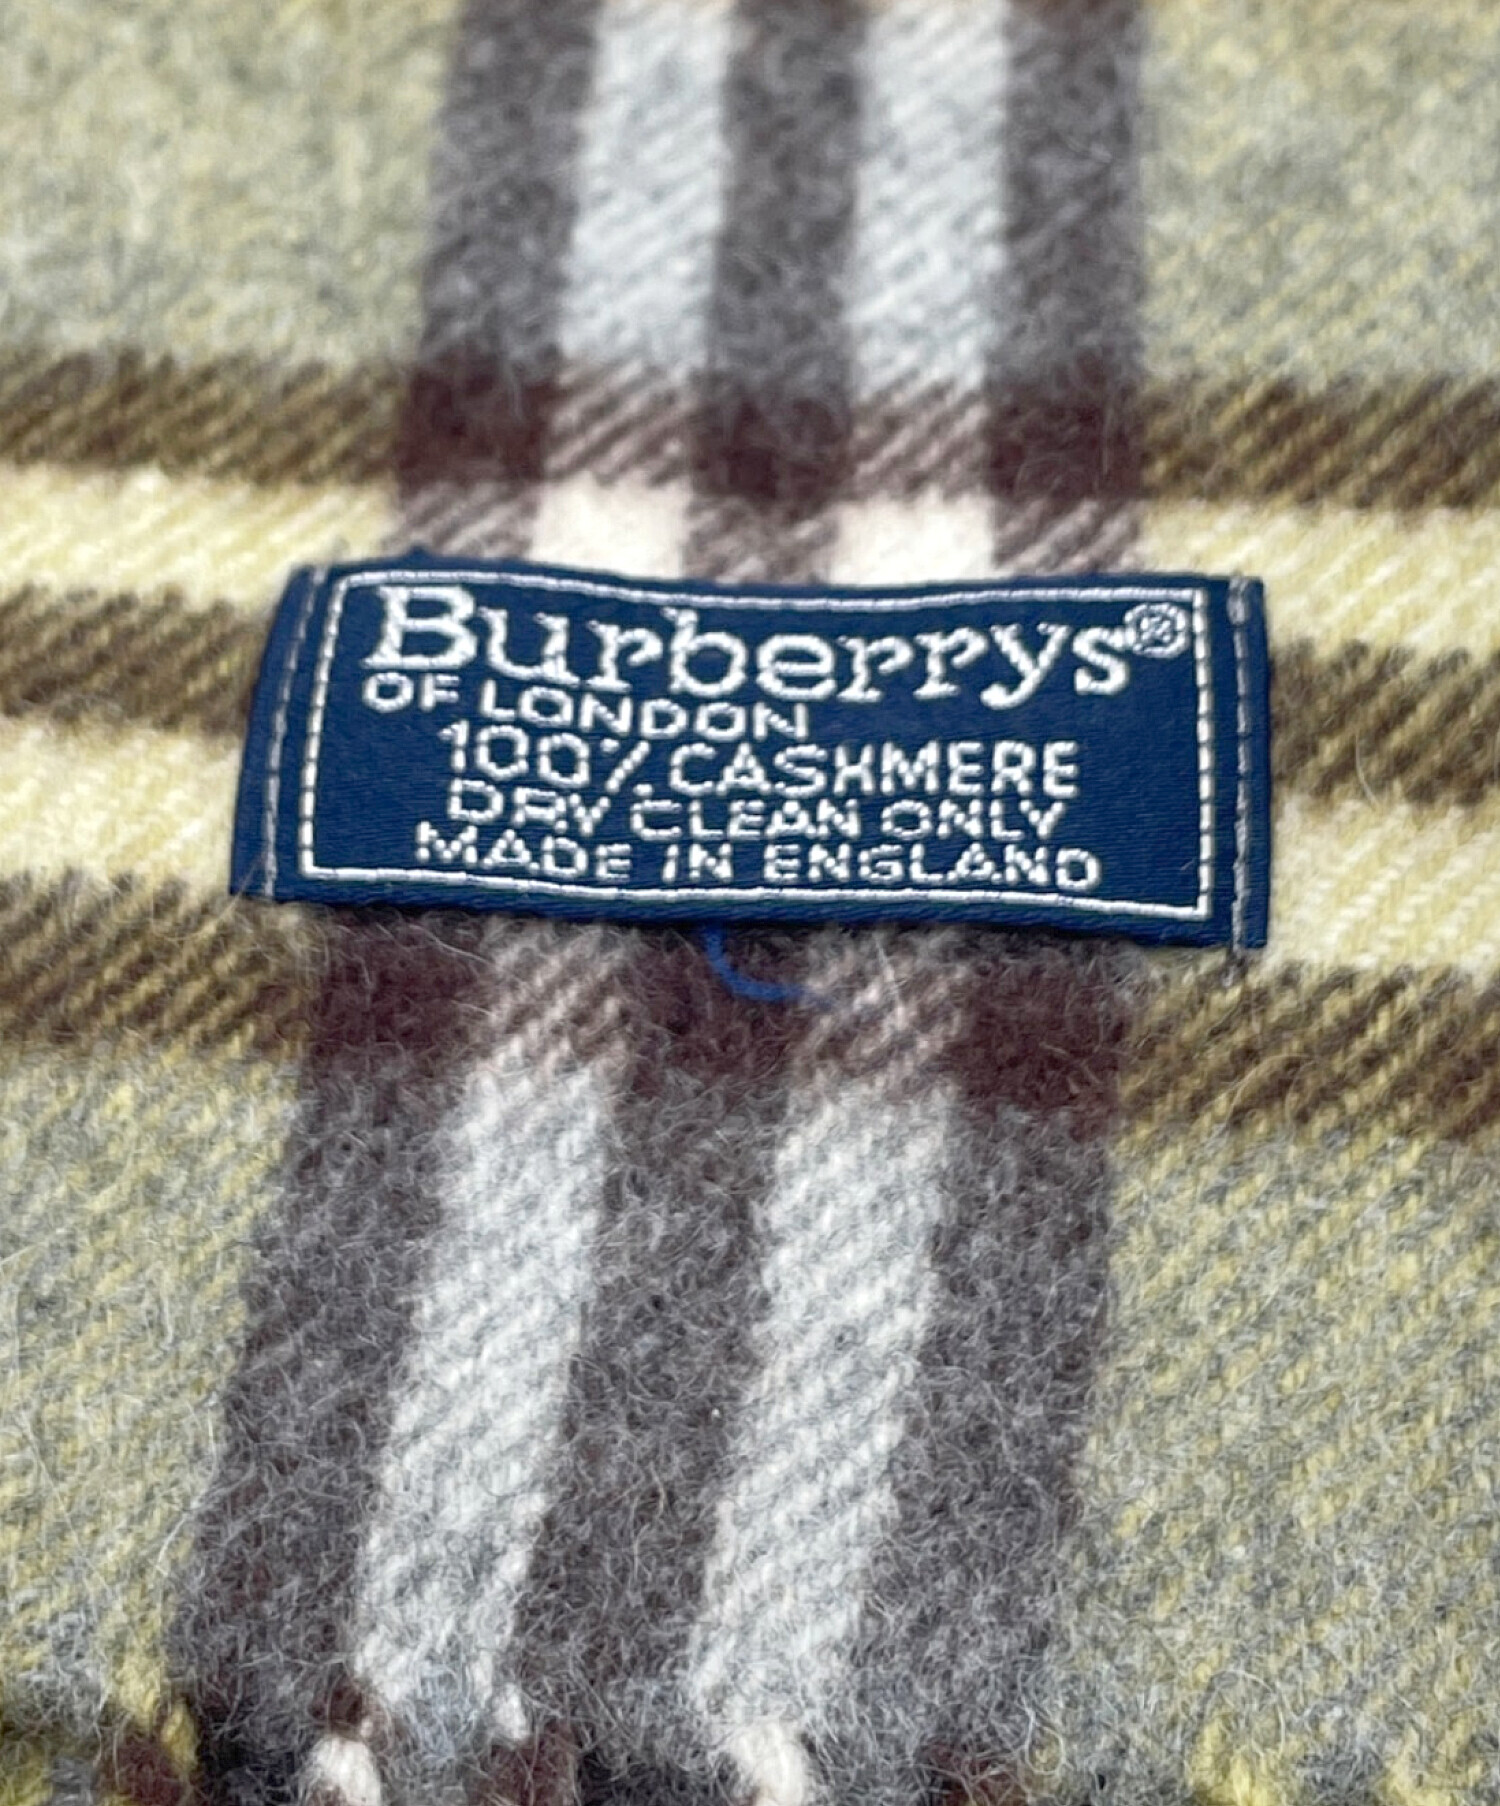 Burberrys®
OF LONDON
100% CASHMERE
DRY CLEAN ONLY
MADE IN ENGLAND